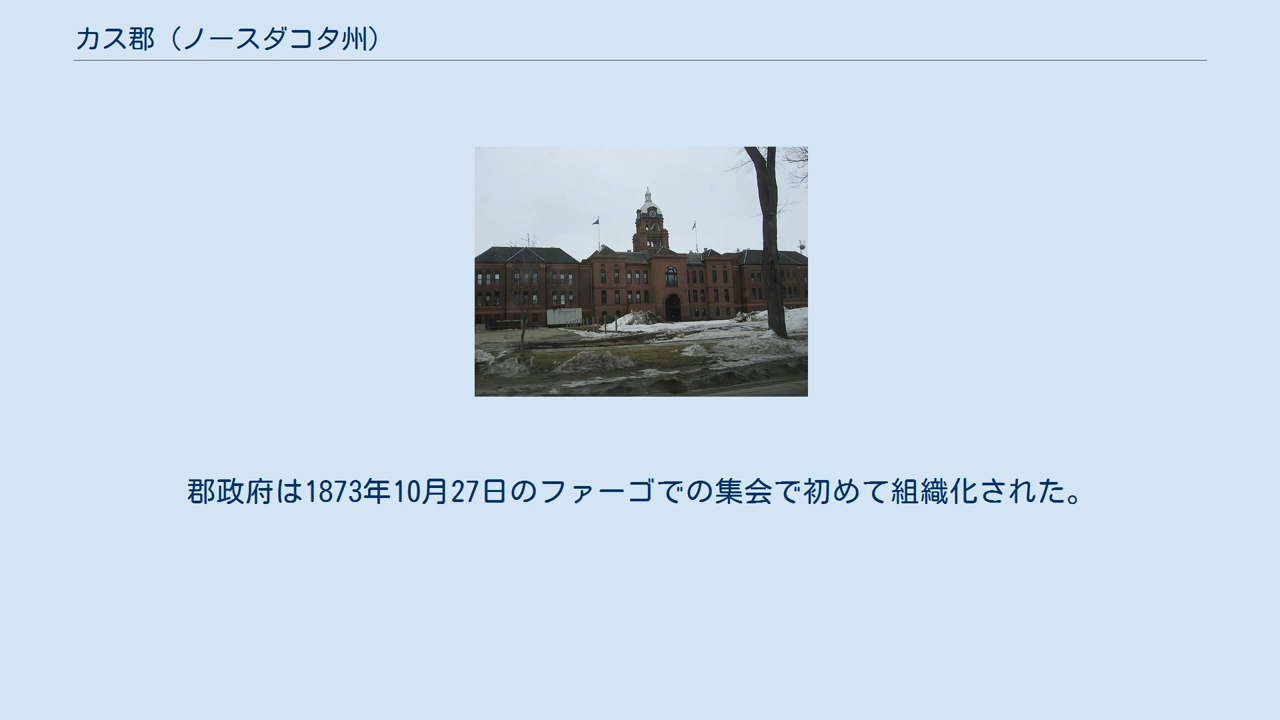 カス郡（ノースダコタ州）
郡政府は1873年10月27日のファーゴでの集会で初めて組織化された。